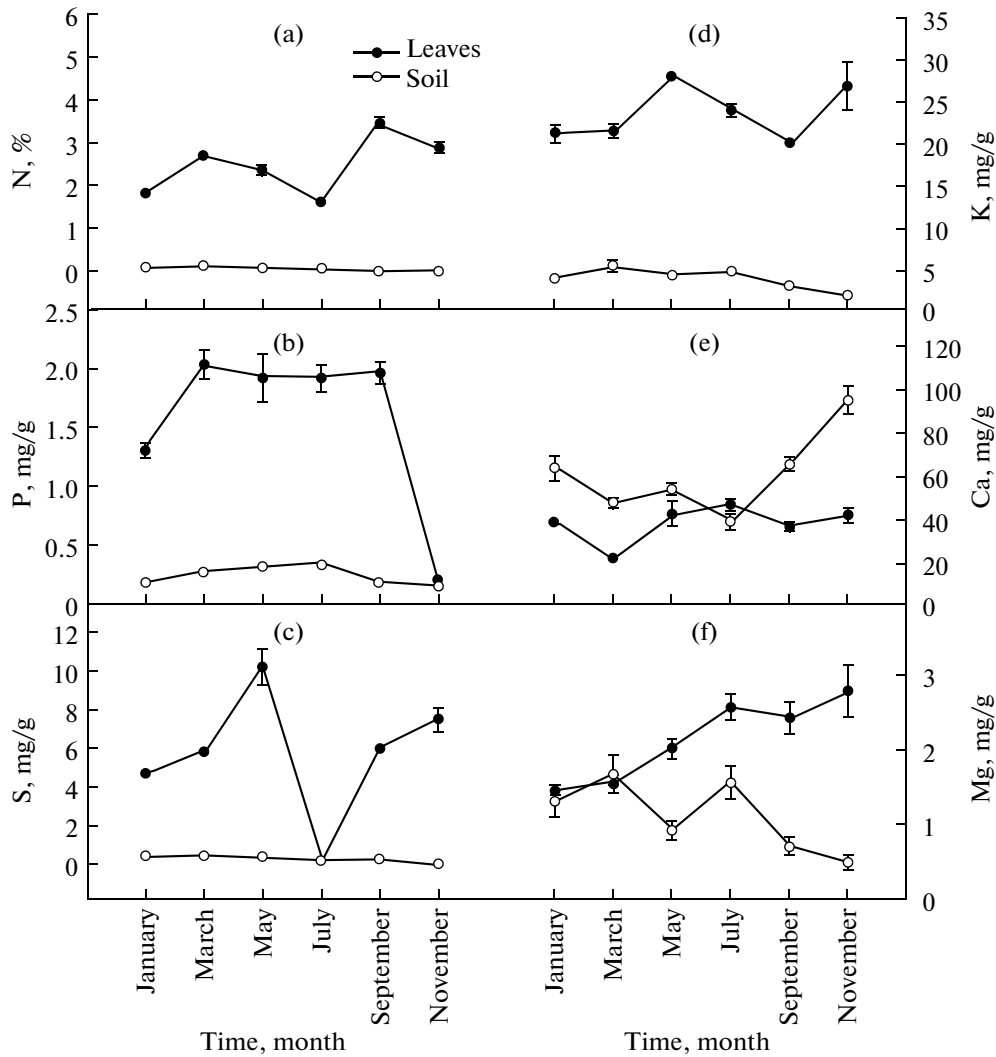 (a)
Leaves
Soil
N, %
6
5
4
3
2
1
0
(d)
35
30
25
20
15
10
5
0
K, mg/g
(b)
P, mg/g
2.5
2.0
1.5
1.0
0.5
0
(e)
120
100
80
60
40
20
0
Ca, mg/g
(c)
S, mg/g
12
10
8
6
4
2
0
(f)
3
2
1
0
Mg, mg/g
January
March
May
July
September
November
Time, month
January
March
May
July
September
November
Time, month